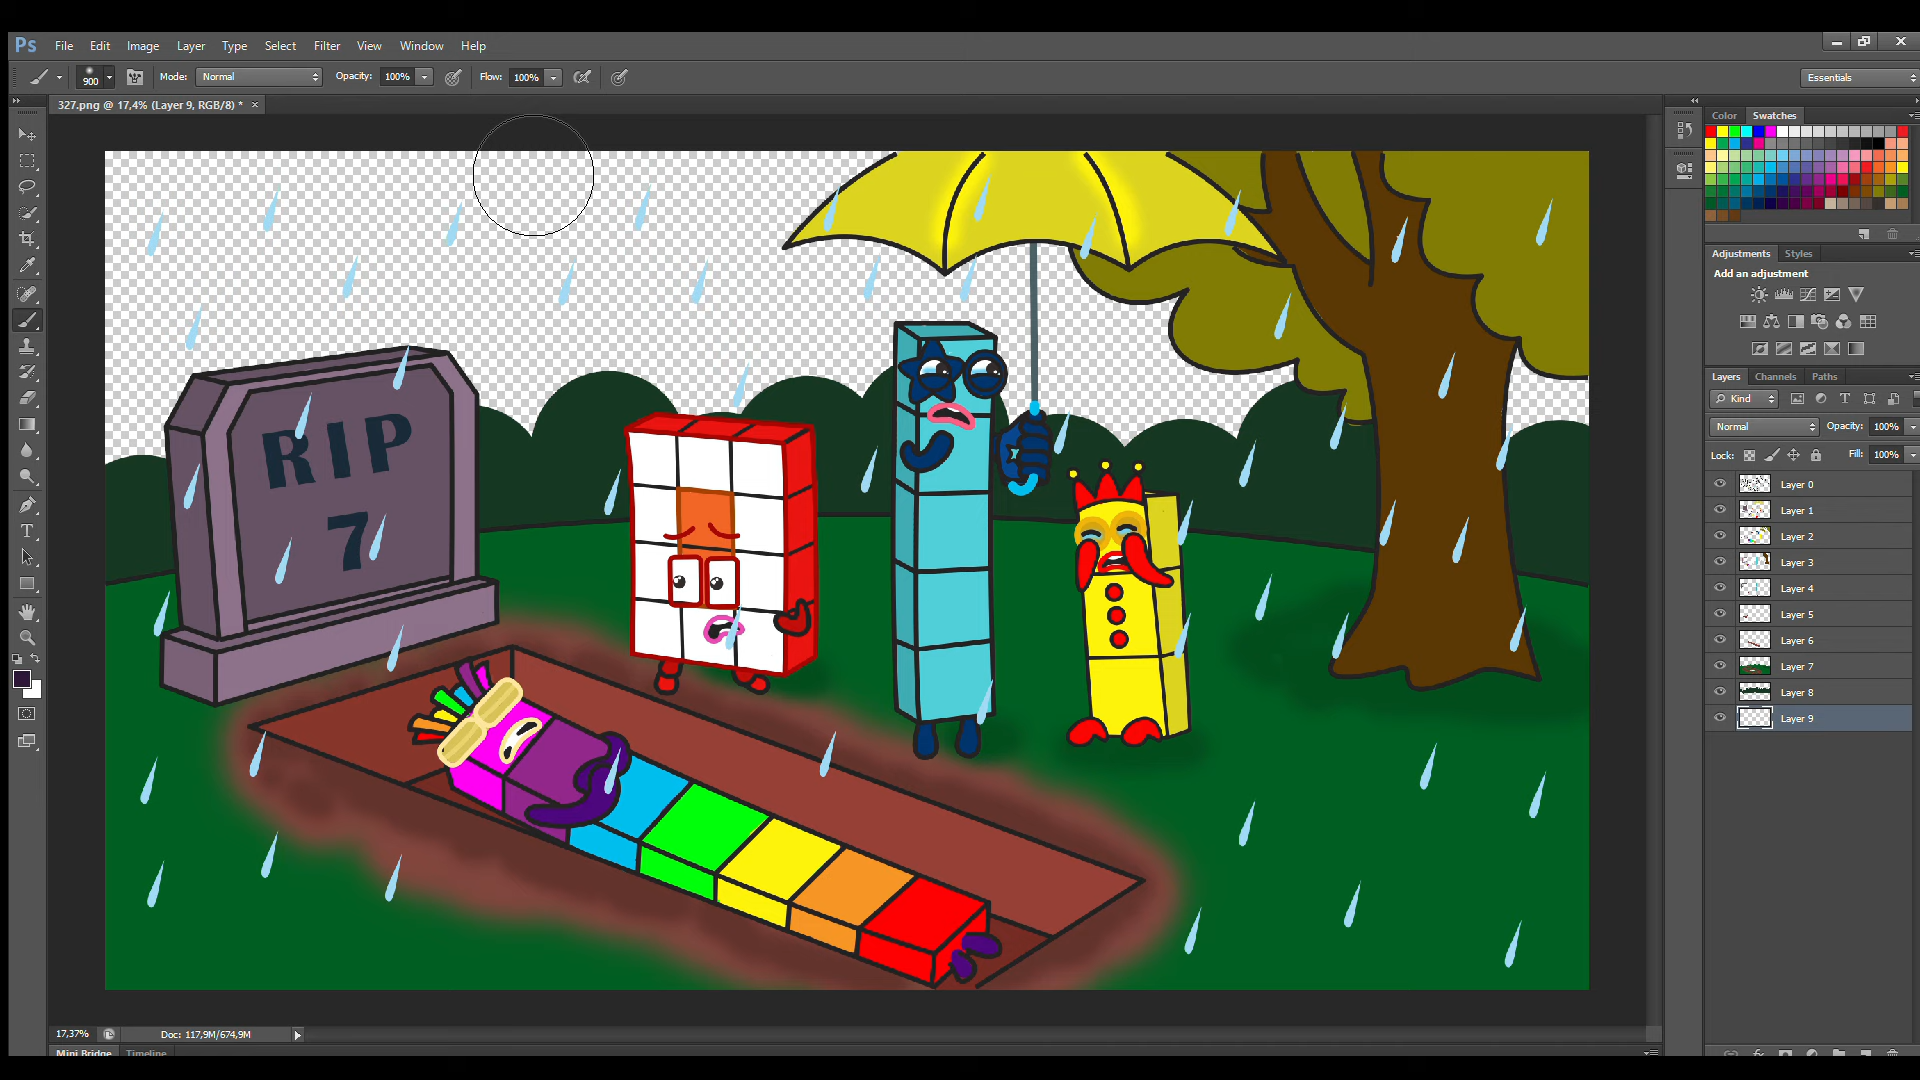 Ps File Edit Image Layer Type Select Filter View Window Help
900 Mode: Normal Opacity: 100% Flow: 100% Essentials
327.png @ 17,4% (Layer 9, RGB/8) * ×
Color Swatches
Adjustments Styles
Add an adjustment
Layers Channels Paths
Kind
Normal Opacity: 100%
Lock: Fill: 100%
Layer 0
Layer 1
Layer 2
Layer 3
Layer 4
Layer 5
Layer 6
Layer 7
Layer 8
Layer 9
RIP
7
17,37% Doc: 117,9M/674,9M
Mini Bridge Timeline